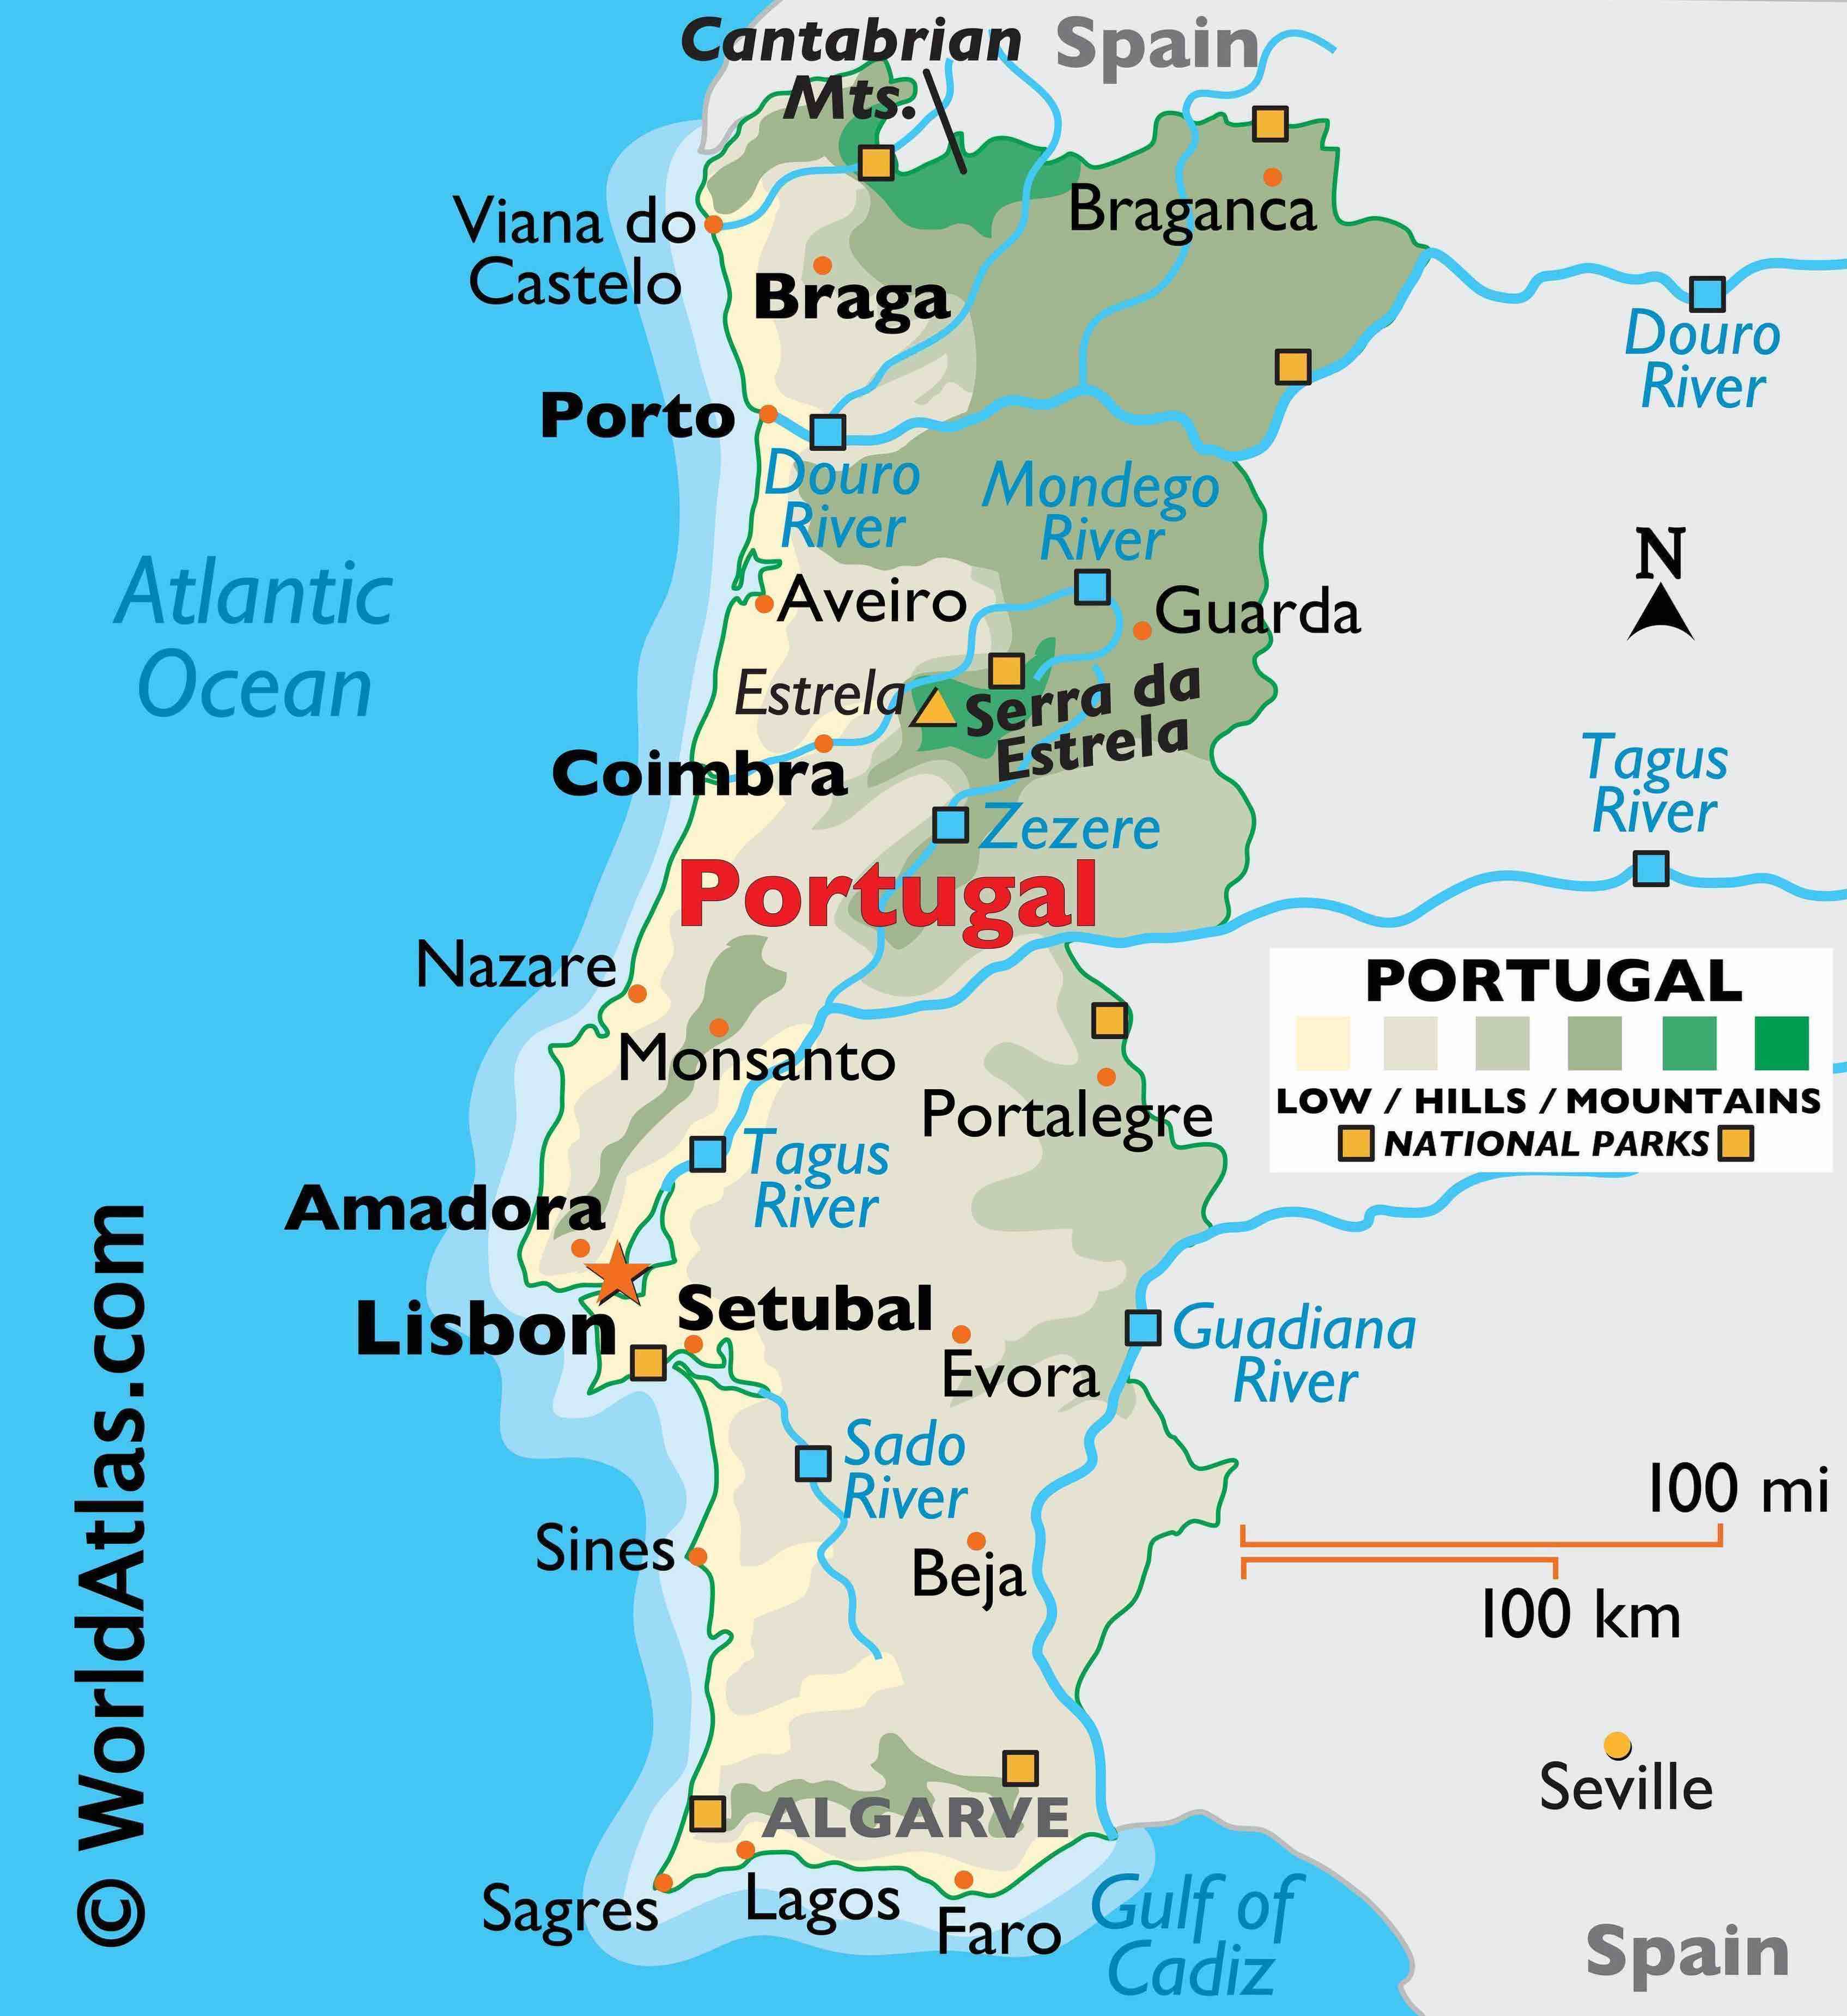 Cantabrian
Mts.
Spain
Braganca
Viana do
Castelo
Braga
Douro
River
Porto
Douro
River
Mondego
River
N
Atlantic
Ocean
Aveiro
Guarda
Estrela
Serra da
Estrela
Coimbra
Tagus
River
Zezere
Portugal
Nazare
Monsanto
PORTUGAL
LOW / HILLS / MOUNTAINS
NATIONAL PARKS
Portalegre
Tagus
River
Amadora
Lisbon
Setubal
Evora
Guadiana
River
Sado
River
100 mi
100 km
Sines
Beja
Seville
ALGARVE
Sagres
Lagos
Faro
Gulf of
Cadiz
Spain
© WorldAtlas.com